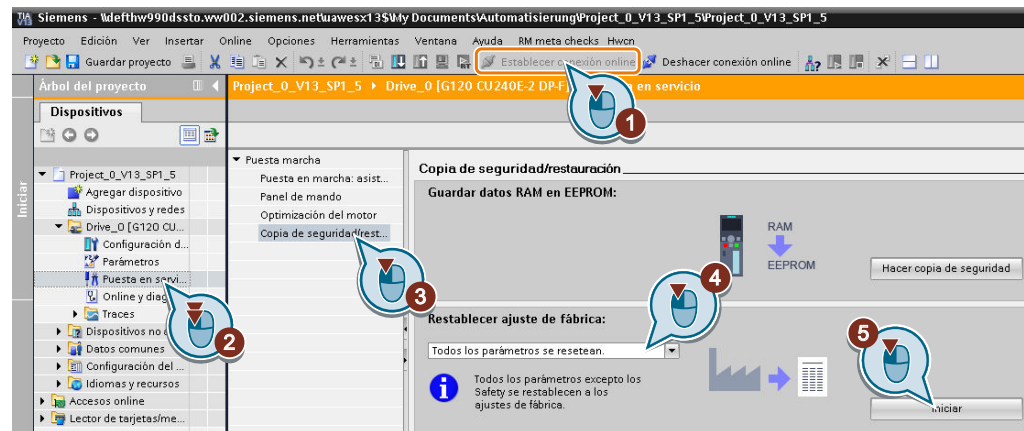 Siemens - \\defthw990dssto.ww002.siemens.net\uawesx13$\My Documents\Automatisierung\Project_0_V13_SP1_5\Project_0_V13_SP1_5
Proyecto Edición Ver Insertar Online Opciones Herramientas Ventana Ayuda RM meta checks Hwcn
Guardar proyecto Establecer conexión online Deshacer conexión online
Árbol del proyecto
Project_0_V13_SP1_5 Drive_0 [G120 CU240E-2 DP-F] en servicio
1
Dispositivos
Iniciar
Project_0_V13_SP1_5
Agregar dispositivo
Dispositivos y redes
Drive_0 [G120 CU...
Configuración d...
Parámetros
Puesta en servi...
Online y diag
Traces
Dispositivos no a
Datos comunes
Configuración del ...
Idiomas y recursos
Accesos online
Lector de tarjetas/me...
2
Puesta marcha
Puesta en marcha: asist...
Panel de mando
Optimización del motor
Copia de seguridad/rest...
3
Copia de seguridad/restauración
Guardar datos RAM en EEPROM:
RAM
EEPROM
Hacer copia de seguridad
4
Restablecer ajuste de fábrica:
Todos los parámetros se resetean.
Todos los parámetros excepto los
Safety se restablecen a los
ajustes de fábrica.
5
Iniciar